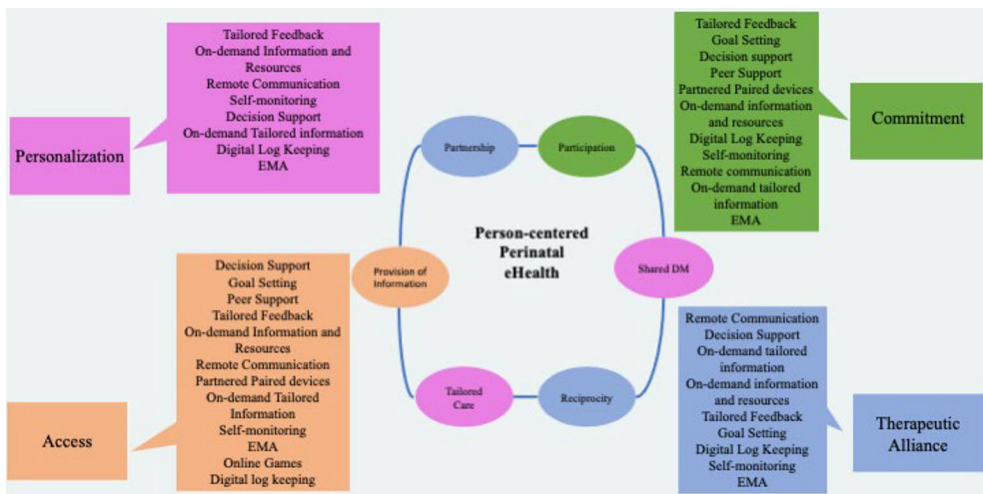 Tailored Feedback
On-demand Information and
Resources
Remote Communication
Self-monitoring
Decision Support
On-demand Tailored information
Digital Log Keeping
EMA
Personalization
Tailored Feedback
Goal Setting
Decision support
Peer Support
Partnered Paired devices
On-demand information
and resources
Digital Log Keeping
Self-monitoring
Remote communication
On-demand tailored
information
EMA
Commitment
Partnership
Participation
Person-centered
Perinatal
eHealth
Provision of
Information
Shared DM
Tailored
Care
Reciprocity
Decision Support
Goal Setting
Peer Support
Tailored Feedback
On-demand Information and
Resources
Remote Communication
Partnered Paired devices
On-demand Tailored
Information
Self-monitoring
EMA
Online Games
Digital log keeping
Access
Remote Communication
Decision Support
On-demand tailored
information
On-demand information
and resources
Tailored Feedback
Goal Setting
Digital Log Keeping
Self-monitoring
EMA
Therapeutic
Alliance